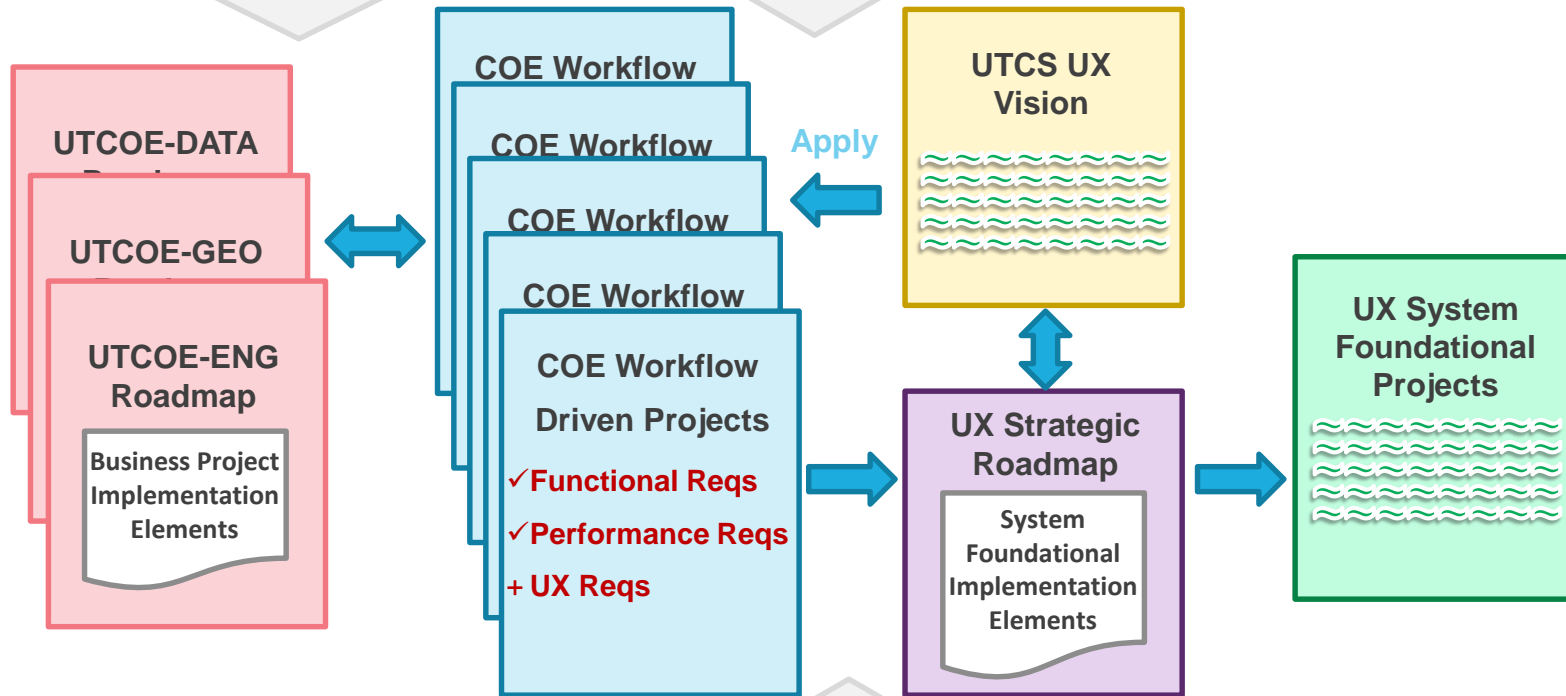 UTCOE-DATA
UTCOE-GEO
UTCOE-ENG
Roadmap
Business Project
Implementation
Elements
COE Workflow
COE Workflow
COE Workflow
COE Workflow
COE Workflow
Driven Projects
✓Functional Reqs
✓Performance Reqs
+ UX Reqs
Apply
UTCS UX
Vision
UX Strategic
Roadmap
System
Foundational
Implementation
Elements
UX System
Foundational
Projects